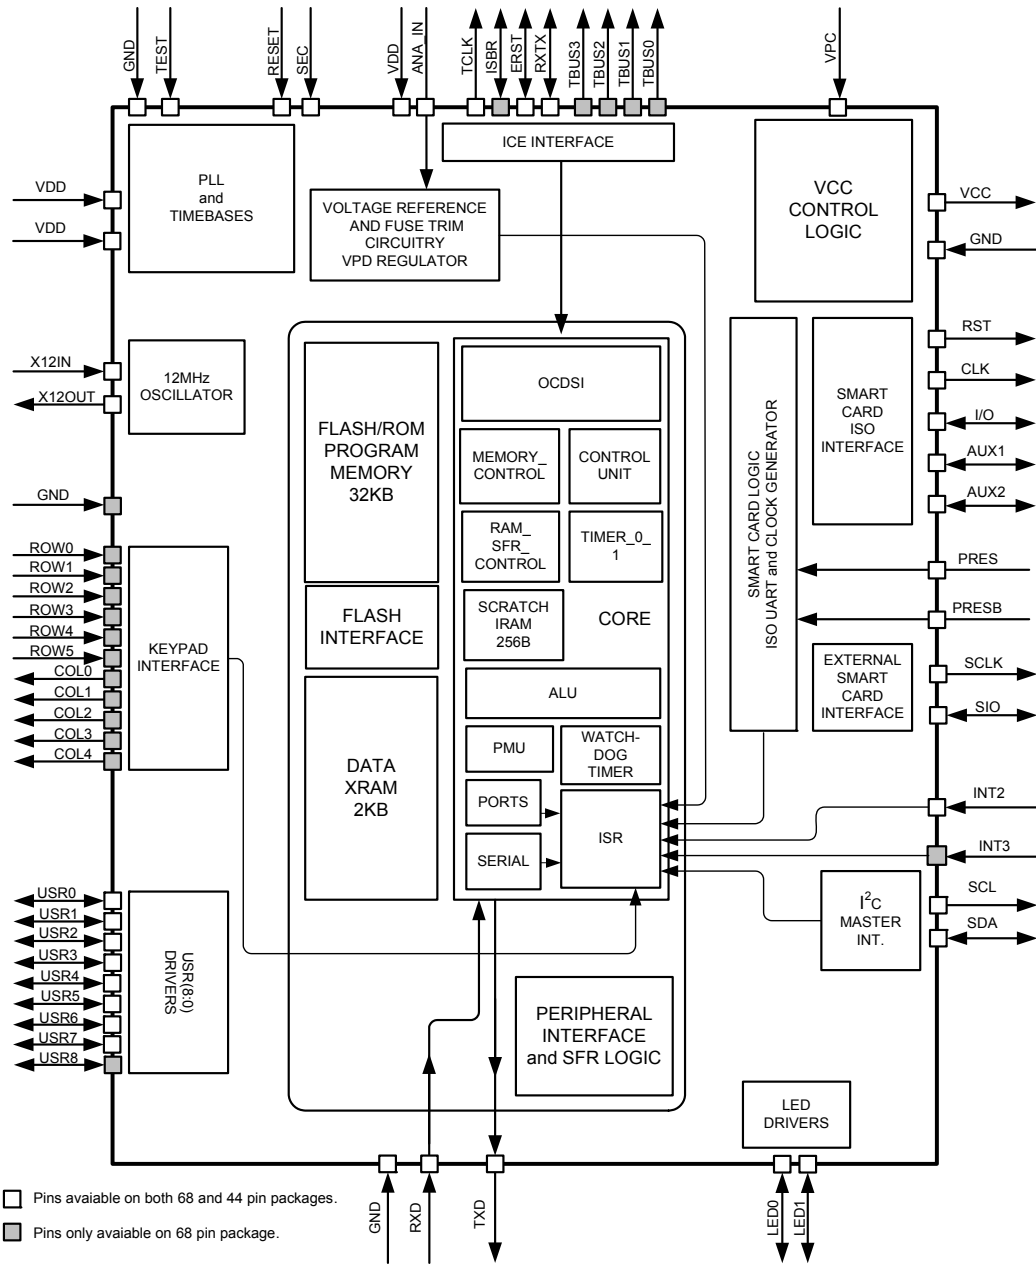 GND
TEST
RESET
SEC
VDD
ANA_IN
TCLK
ISBR
ERST
RXTX
TBUS3
TBUS2
TBUS1
TBUS0
VPC
ICE INTERFACE
PLL
and
TIMEBASES
VOLTAGE REFERENCE
AND FUSE TRIM
CIRCUITRY
VPD REGULATOR
VCC
CONTROL
LOGIC
VDD
VDD
VCC
GND
X12IN
X12OUT
12MHz
OSCILLATOR
FLASH/ROM
PROGRAM
MEMORY
32KB
OCDSI
MEMORY_
CONTROL
CONTROL
UNIT
RAM_
SFR_
CONTROL
TIMER_0_
1
SMART CARD LOGIC
ISO UART and CLOCK GENERATOR
SMART
CARD
ISO
INTERFACE
RST
CLK
I/O
AUX1
AUX2
GND
ROW0
ROW1
ROW2
ROW3
ROW4
ROW5
COL0
COL1
COL2
COL3
COL4
KEYPAD
INTERFACE
FLASH
INTERFACE
SCRATCH
IRAM
256B
CORE
PRES
PRESB
EXTERNAL
SMART
CARD
INTERFACE
SCLK
SIO
ALU
DATA
XRAM
2KB
PMU
WATCH-
DOG
TIMER
PORTS
ISR
SERIAL
INT2
INT3
I²C
MASTER
INT.
SCL
SDA
USR0
USR1
USR2
USR3
USR4
USR5
USR6
USR7
USR8
USR(8:0)
DRIVERS
PERIPHERAL
INTERFACE
and SFR LOGIC
LED
DRIVERS
Pins avaiable on both 68 and 44 pin packages.
Pins only avaiable on 68 pin package.
GND
RXD
TXD
LED0
LED1